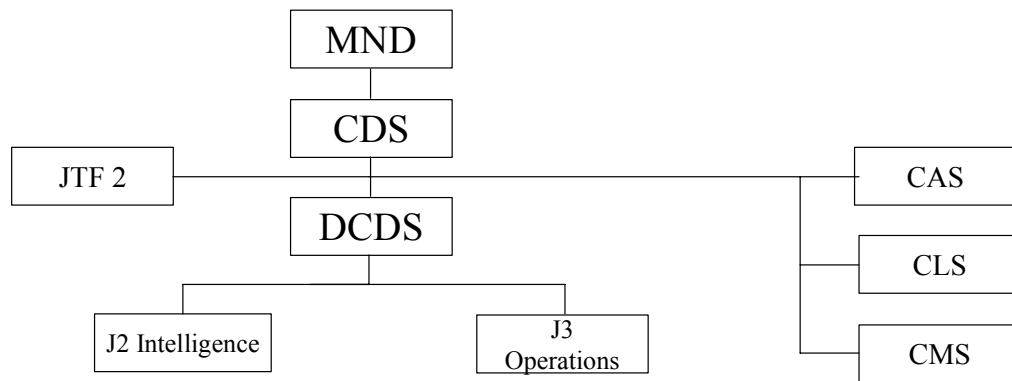 MND
CDS
JTF 2
CAS
DCDS
CLS
J2 Intelligence
J3
Operations
CMS